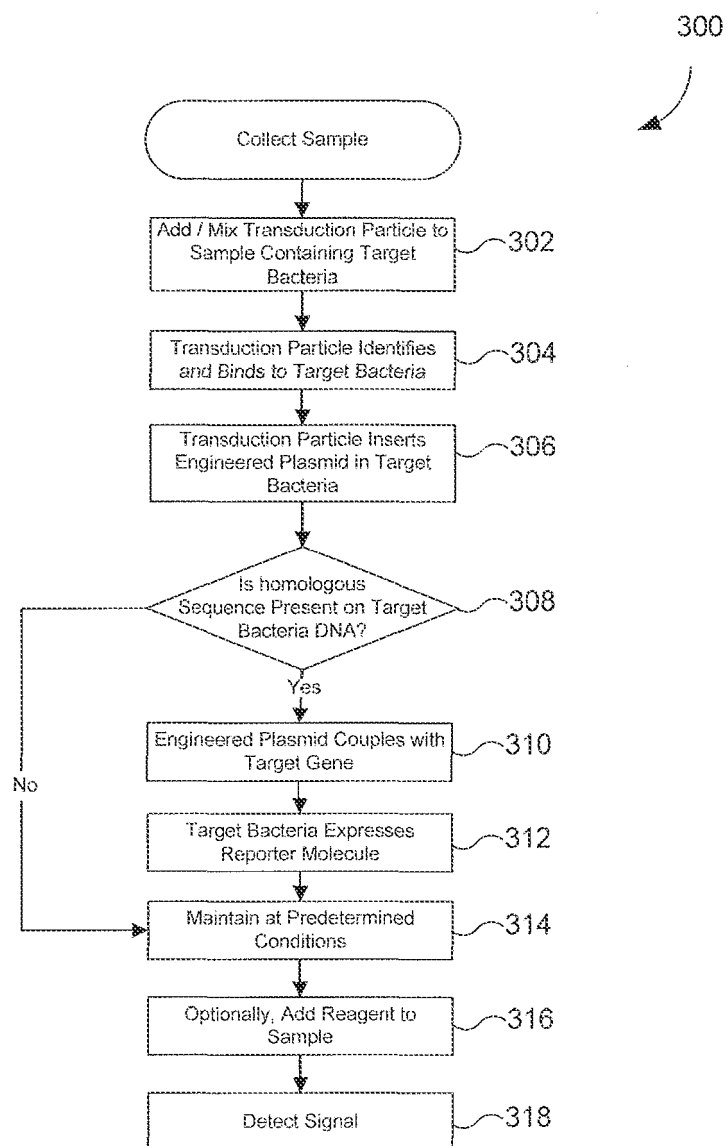 300
Collect Sample
Add / Mix Transduction Particle to
Sample Containing Target
Bacteria
302
Transduction Particle Identifies
and Binds to Target Bacteria
304
Transduction Particle Inserts
Engineered Plasmid in Target
Bacteria
306
Is homologous
Sequence Present on Target
Bacteria DNA?
308
Yes
Engineered Plasmid Couples with
Target Gene
310
No
Target Bacteria Expresses
Reporter Molecule
312
Maintain at Predetermined
Conditions
314
Optionally, Add Reagent to
Sample
316
Detect Signal
318